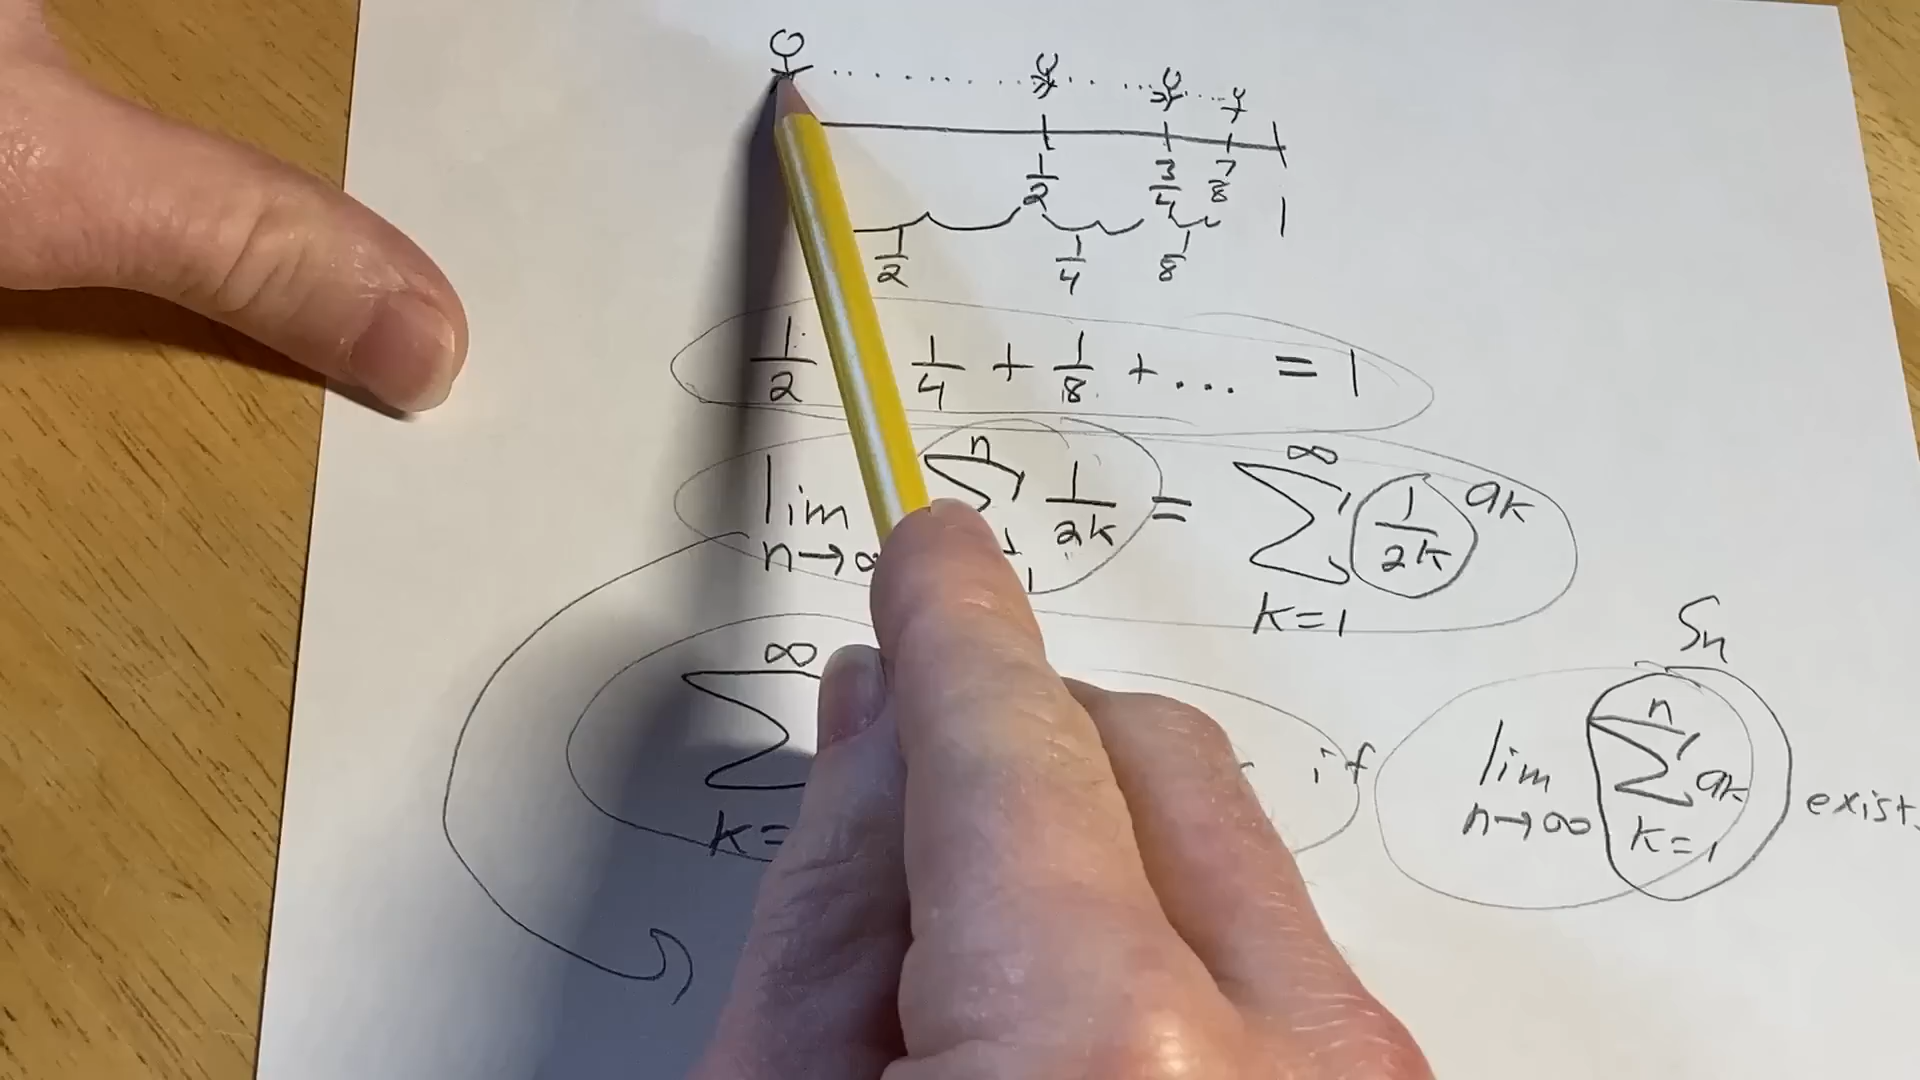 1/2 3/4 7/8 1
1/2 1/4 1/8
1/2 1/4 + 1/8 + ... = 1
lim n→∞ ∑ n 1/2k = ∑ ∞ k=1 1/2k ak
Sn
∑ ∞ k= if lim n→∞ ∑ n k=1 ak